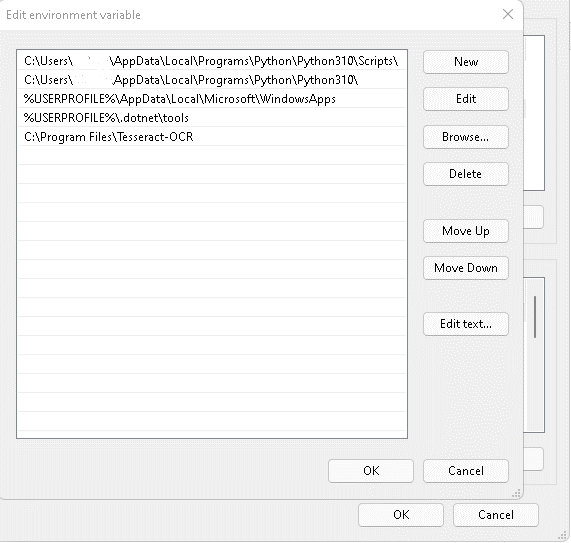 Edit environment variable
C:\Users\ \AppData\Local\Programs\Python\Python310\Scripts\
C:\Users\ \AppData\Local\Programs\Python\Python310\
%USERPROFILE%\AppData\Local\Microsoft\WindowsApps
%USERPROFILE%\.dotnet\tools
C:\Program Files\Tesseract-OCR
New
Edit
Browse...
Delete
Move Up
Move Down
Edit text...
OK
Cancel
OK
Cancel